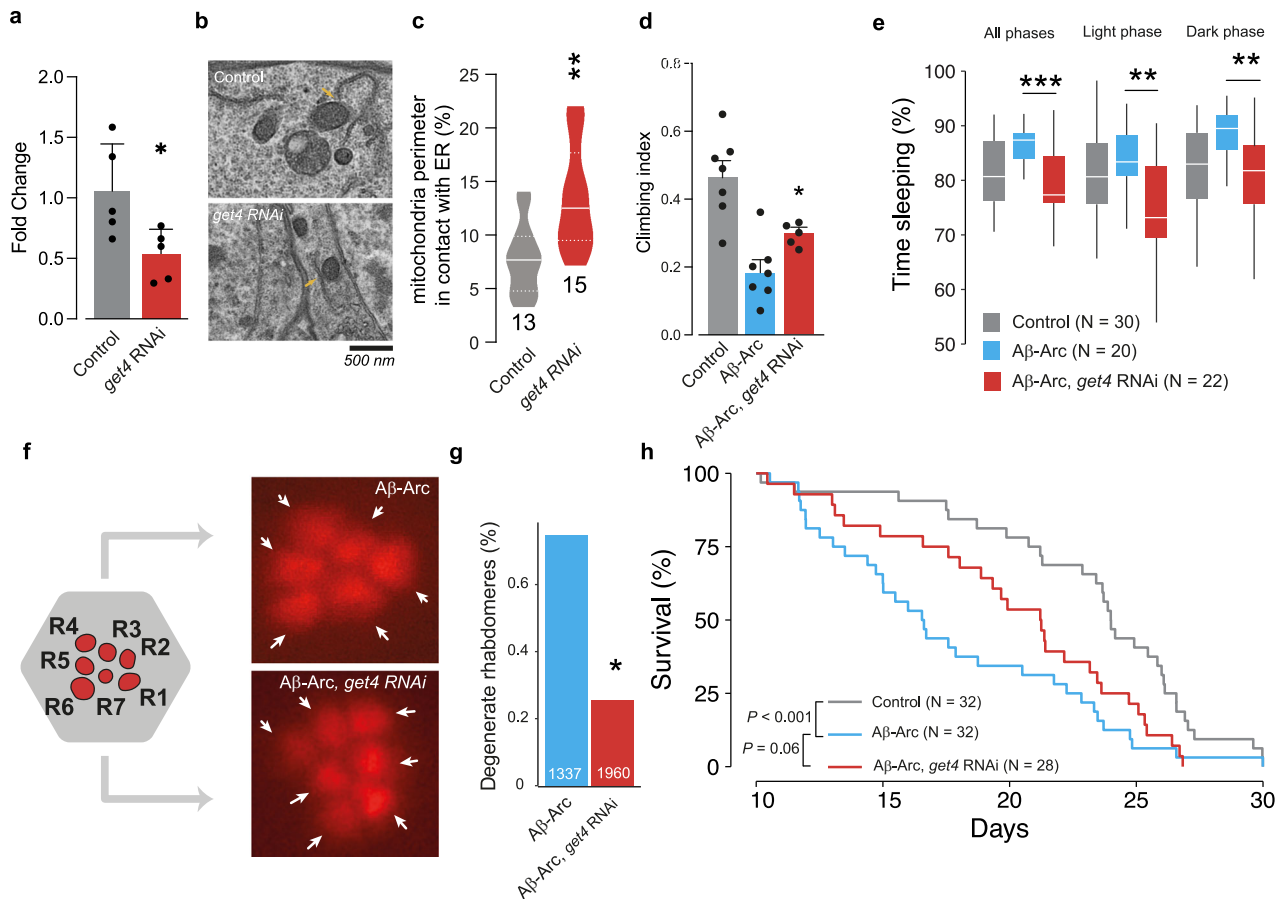 a
Fold Change
2.0
1.5
1.0
0.5
0.0
*
Control
get4 RNAi
b
Control
get4 RNAi
500 nm
c
mitochondria perimeter
in contact with ER (%)
25
20
15
10
5
0
**
13
15
Control
get4 RNAi
d
Climbing index
0.8
0.6
0.4
0.2
0.0
*
Control
Aβ-Arc
Aβ-Arc, get4 RNAi
e
All phases
Light phase
Dark phase
Time sleeping (%)
100
90
80
70
60
50
***
**
**
Control (N = 30)
Aβ-Arc (N = 20)
Aβ-Arc, get4 RNAi (N = 22)
f
R4
R3
R2
R5
R6
R7
R1
Aβ-Arc
Aβ-Arc, get4 RNAi
g
Degenerate rhabdomeres (%)
0.6
0.4
0.2
0
*
1337
1960
Aβ-Arc
Aβ-Arc, get4 RNAi
h
Survival (%)
100
75
50
25
0
P < 0.001
P = 0.06
Control (N = 32)
Aβ-Arc (N = 32)
Aβ-Arc, get4 RNAi (N = 28)
10
15
20
25
30
Days